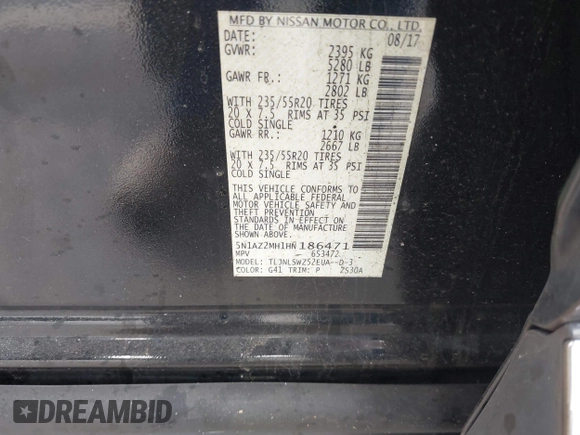 MFD BY NISSAN MOTOR CO., LTD.
DATE: 08/17
GVWR: 2395 KG
5280 LB
GAWR FR.: 1271 KG
2802 LB
WITH 235/55R20 TIRES
20 X 7.5 RIMS AT 35 PSI
COLD SINGLE
GAWR RR.: 1210 KG
2667 LB
WITH 235/55R20 TIRES
20 X 7.5 RIMS AT 35 PSI
COLD SINGLE
THIS VEHICLE CONFORMS TO
ALL APPLICABLE FEDERAL
MOTOR VEHICLE SAFETY AND
THEFT PREVENTION
STANDARDS IN EFFECT ON
THE DATE OF MANUFACTURE
SHOWN ABOVE.
5N1AZ2MH1HN186471
MPV - 653472
MODEL: TLJNLSWZ52EUA--D-3
COLOR: G41 TRIM: P Z530A
DREAMBID